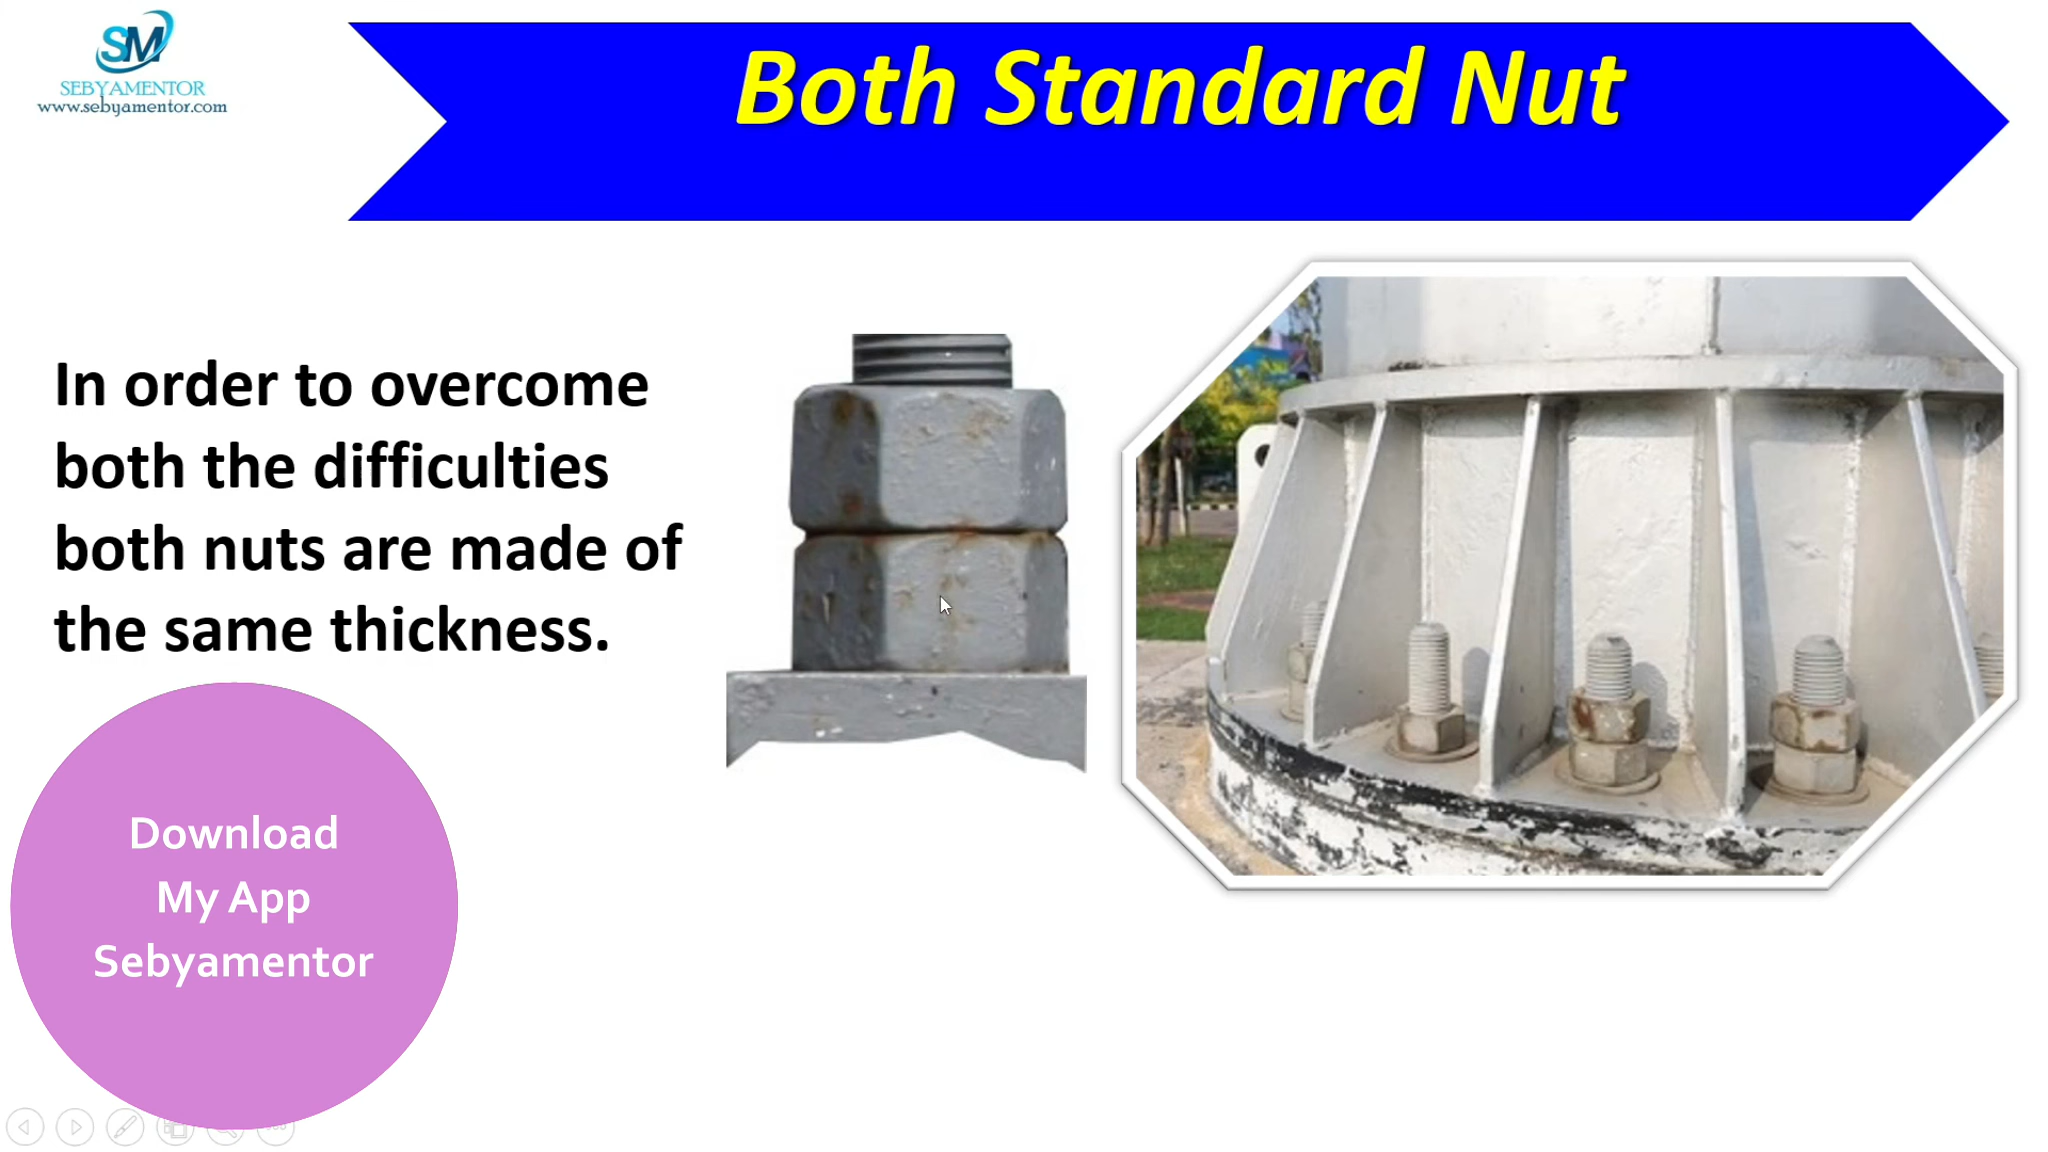 SM
SEBYAMENTOR
www.sebyamentor.com
Both Standard Nut
In order to overcome
both the difficulties
both nuts are made of
the same thickness.
Download
My App
Sebyamentor